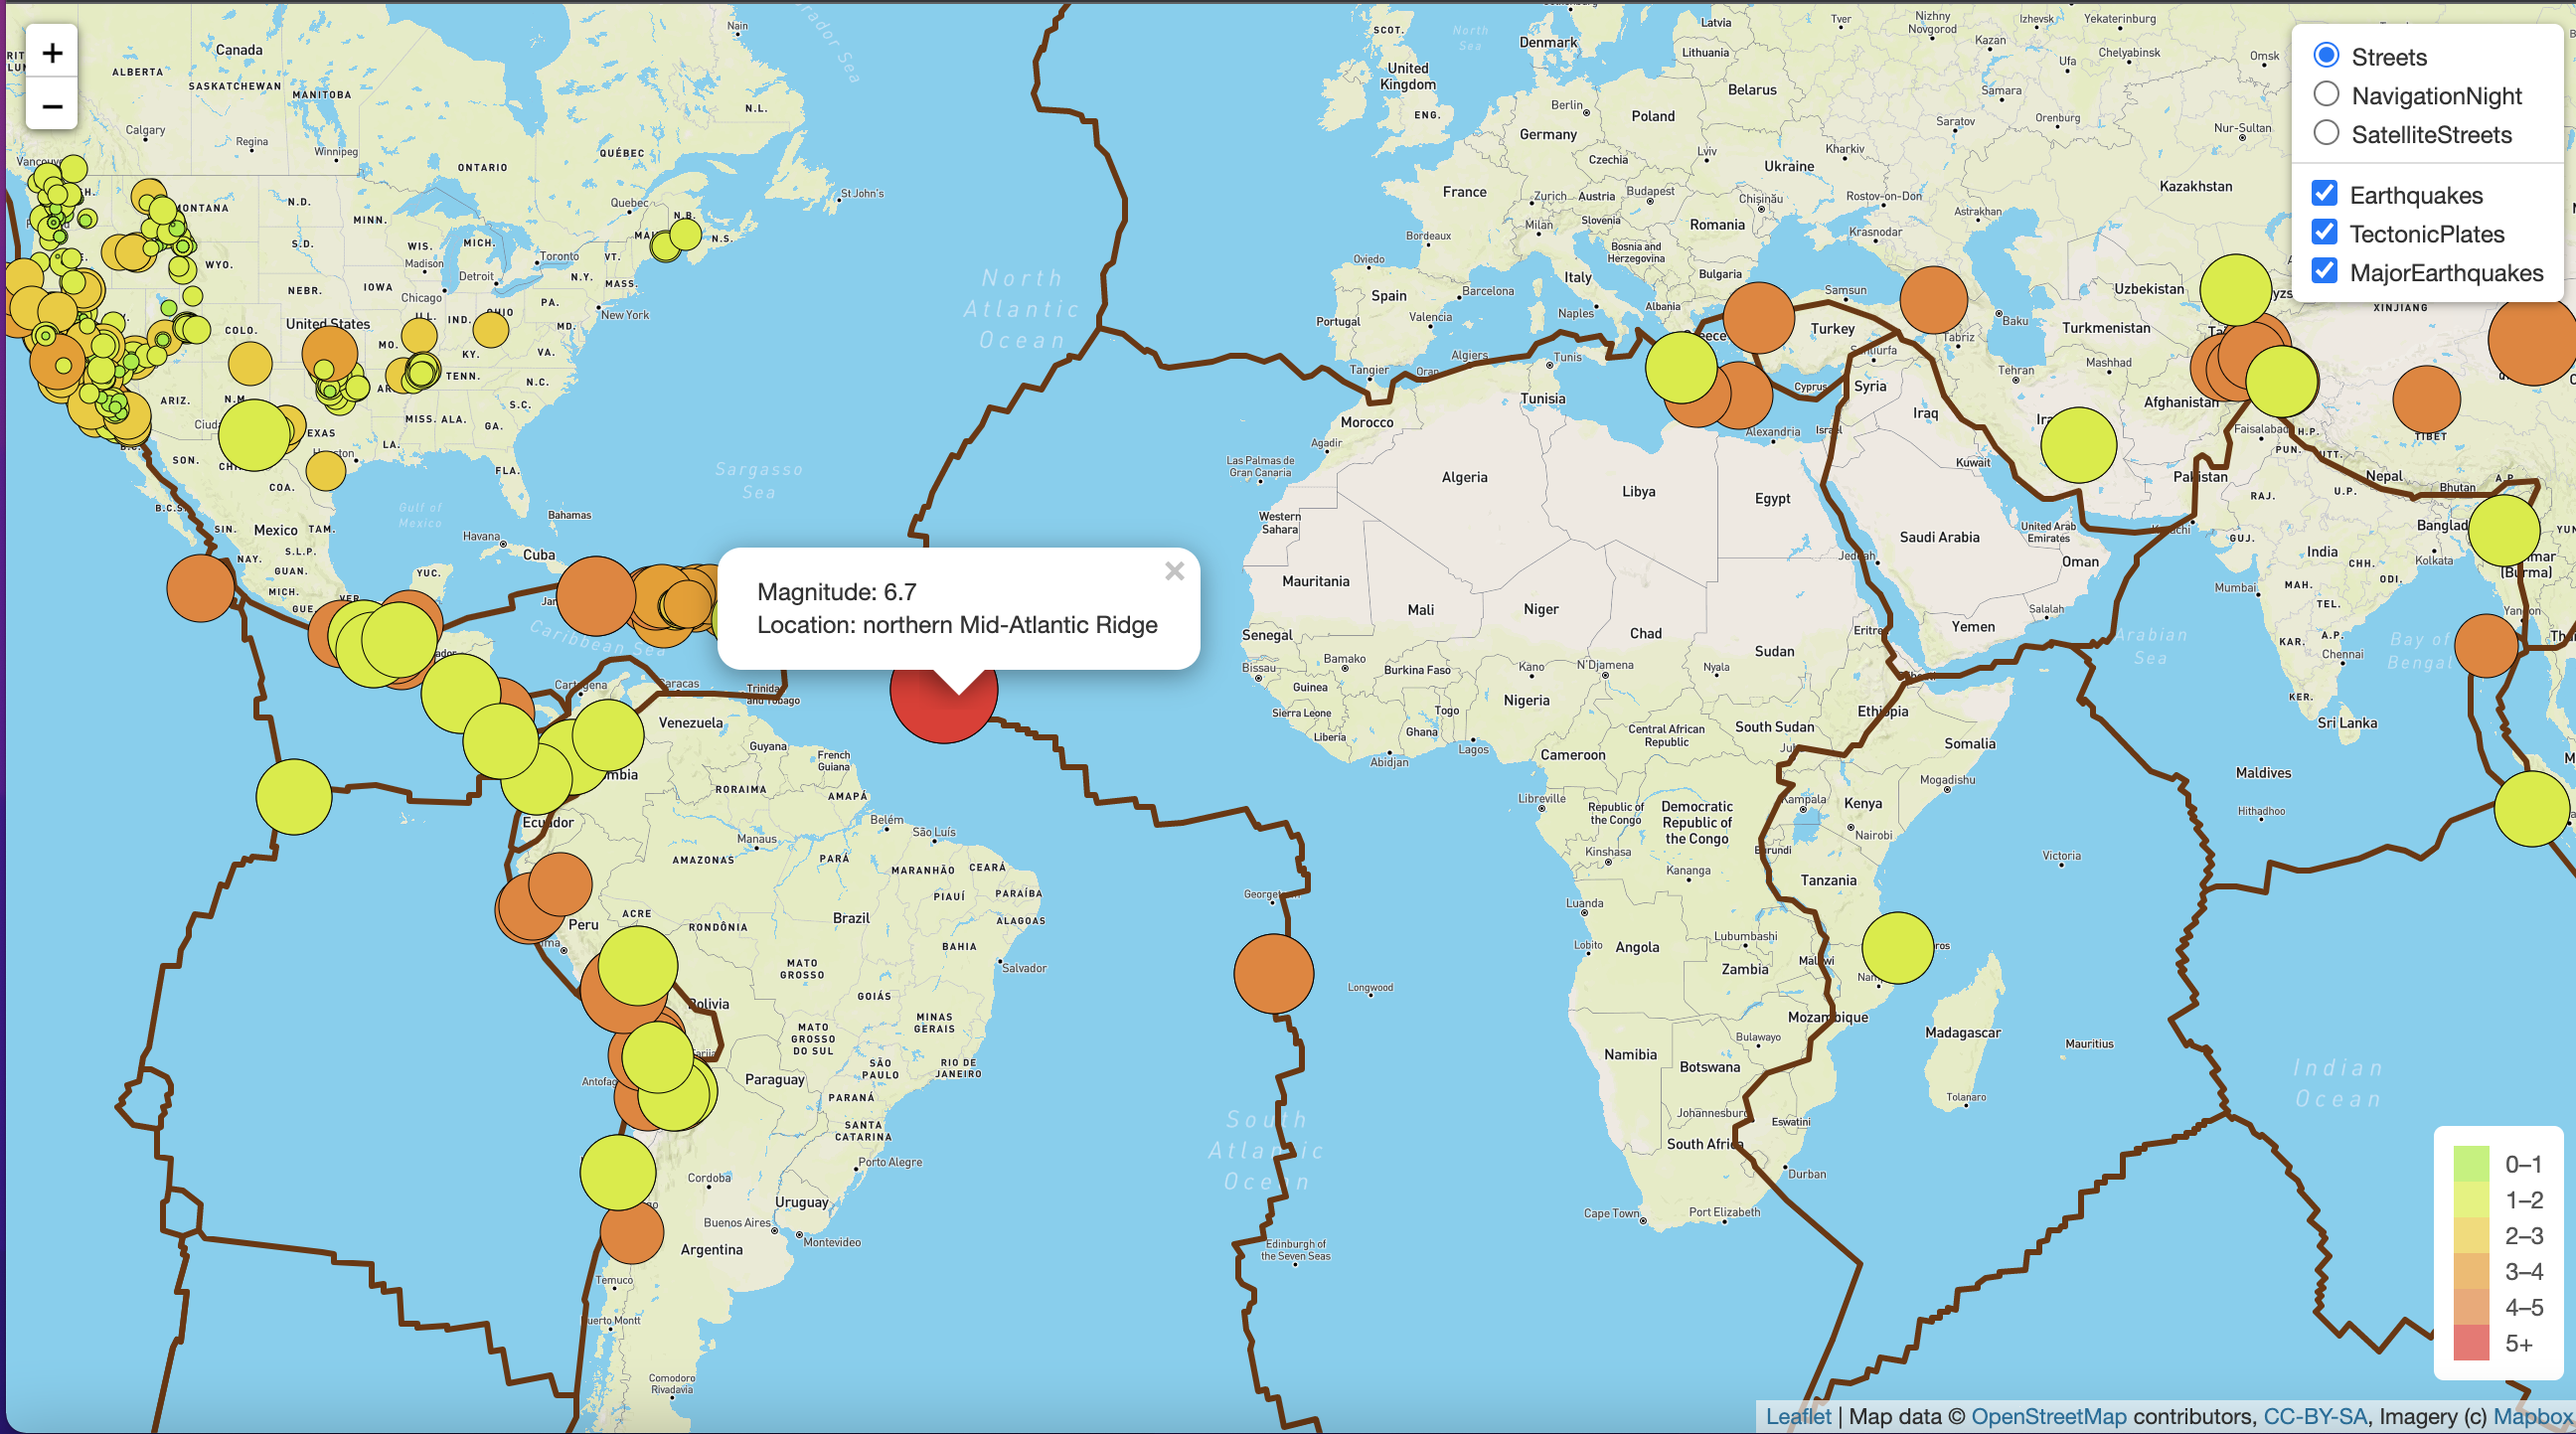 +
−
Streets
NavigationNight
SatelliteStreets
Earthquakes
TectonicPlates
MajorEarthquakes
Magnitude: 6.7
Location: northern Mid-Atlantic Ridge
×
Canada
ALBERTA
SASKATCHEWAN
MANITOBA
Calgary
Regina
Winnipeg
ONTARIO
QUÉBEC
N.L.
Nain
St John's
Quebec
N.B.
N.S.
MONTANA
N.D.
S.D.
MINN.
WIS.
MICH.
Madison
Toronto
Detroit
VT.
N.Y.
MASS.
WYO.
NEBR.
IOWA
Chicago
PA.
ILL.
IND.
OHIO
New York
United States
COLO.
MO.
KY.
MD.
VA.
TENN.
N.C.
ARIZ.
N.M.
MISS.
ALA.
S.C.
GA.
LA.
FLA.
SON.
COA.
B.C.S.
SIN.
Mexico
TAM.
S.L.P.
NAY.
GUAN.
MICH.
GUE.
VER.
YUC.
Gulf of
Mexico
Havana
Bahamas
Cuba
Caribbean Sea
Sargasso
Sea
North
Atlantic
Ocean
Cartagena
Caracas
Trinidad
and Tobago
Venezuela
Guyana
French
Guiana
RORAIMA
AMAPÁ
Ecuador
Belém
São Luís
Manaus
AMAZONAS
PARÁ
MARANHÃO
CEARÁ
PIAUÍ
PARAÍBA
ALAGOAS
ACRE
Peru
RONDÔNIA
Brazil
BAHIA
MATO
GROSSO
Salvador
Bolivia
GOIÁS
MINAS
GERAIS
MATO
GROSSO
DO SUL
SÃO
PAULO
RIO DE
JANEIRO
Paraguay
PARANÁ
SANTA
CATARINA
Porto Alegre
Cordoba
Uruguay
Buenos Aires
Montevideo
Argentina
Temuco
Puerto Montt
Comodoro
Rivadavia
South
Atlantic
Ocean
Longwood
Edinburgh of
the Seven Seas
SCOT.
North
Sea
United
Kingdom
ENG.
Denmark
Latvia
Lithuania
Belarus
Berlin
Poland
Germany
Czechia
Lviv
Kharkiv
Ukraine
France
Zurich
Austria
Budapest
Chișinău
Slovenia
Milan
Romania
Bordeaux
Bosnia and
Herzegovina
Oviedo
Italy
Bulgaria
Spain
Barcelona
Albania
Naples
Portugal
Valencia
Greece
Samsun
Turkey
Tangier
Algiers
Oran
Tunis
Tunisia
Morocco
Agadir
Cyprus
Syria
Iraq
Israel
Alexandria
Las Palmas de
Gran Canaria
Algeria
Libya
Egypt
Western
Sahara
Mauritania
Mali
Niger
Chad
Sudan
Senegal
Bissau
Bamako
Burkina Faso
Kano
N'Djamena
Nyala
Guinea
Sierra Leone
Liberia
Togo
Ghana
Nigeria
Abidjan
Lagos
Cameroon
Central African
Republic
South Sudan
Ethiopia
Somalia
Mogadishu
Libreville
Republic of
the Congo
Democratic
Republic of
the Congo
Kampala
Kenya
Nairobi
Kinshasa
Kananga
Burundi
Tanzania
Luanda
Lobito
Angola
Lubumbashi
Zambia
Malawi
Mozambique
Madagascar
Mauritius
Tolanaro
Namibia
Bulawayo
Botswana
Johannesburg
Eswatini
South Africa
Durban
Cape Town
Port Elizabeth
Victoria
Tver
Nizhny
Novgorod
Izhevsk
Yekaterinburg
Kazan
Chelyabinsk
Ufa
Omsk
Samara
Saratov
Orenburg
Nur-Sultan
Kazakhstan
Rostov-on-Don
Astrakhan
Krasnodar
Baku
Tabriz
Uzbekistan
Turkmenistan
Mashhad
Tehran
Afghanistan
XINJIANG
TIBET
Kuwait
Saudi Arabia
Jeddah
United Arab
Emirates
Oman
Salalah
Yemen
Pakistan
Faisalabad
H.P.
PUN.
UTT.
Nepal
Bhutan
A.P.
RAJ.
U.P.
GUJ.
India
CHH.
Kolkata
ODI.
Mumbai
MAH.
TEL.
KAR.
A.P.
Chennai
KER.
Sri Lanka
Bay of
Bengal
Arabian
Sea
Yangon
(Burma)
Maldives
Hithadhoo
Indian
Ocean
0–1
1–2
2–3
3–4
4–5
5+
Leaflet | Map data © OpenStreetMap contributors, CC-BY-SA, Imagery (c) Mapbox